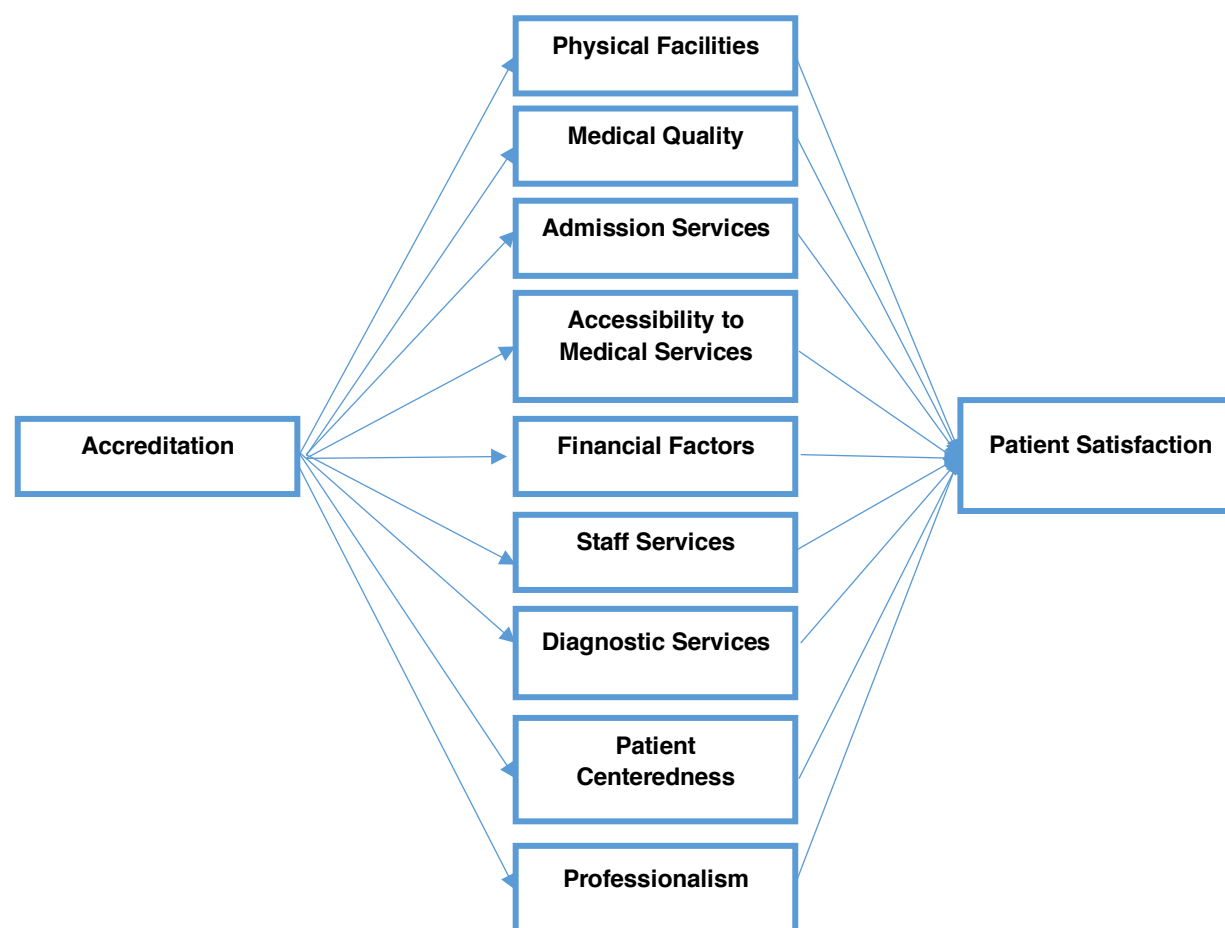 Physical Facilities
Medical Quality
Admission Services
Accessibility to
Medical Services
Accreditation
Financial Factors
Patient Satisfaction
Staff Services
Diagnostic Services
Patient
Centeredness
Professionalism